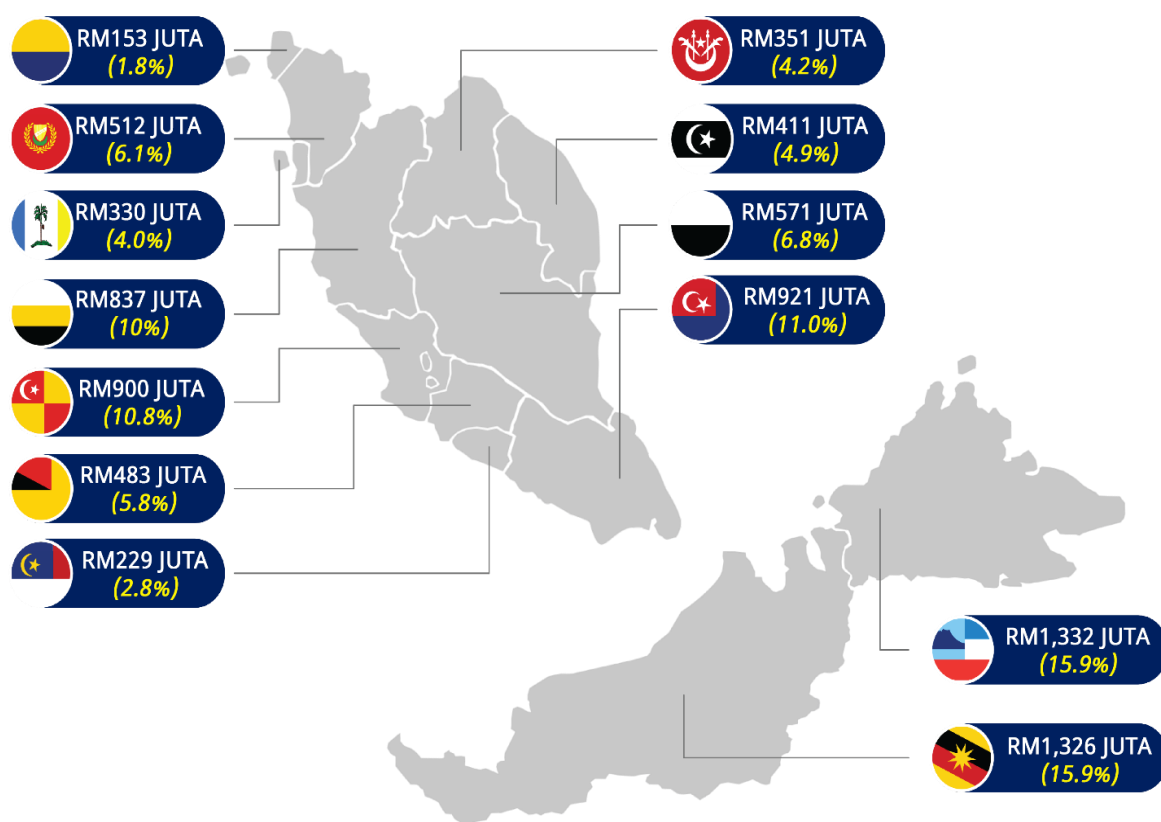 RM153 JUTA
(1.8%)
RM512 JUTA
(6.1%)
RM330 JUTA
(4.0%)
RM837 JUTA
(10%)
RM900 JUTA
(10.8%)
RM483 JUTA
(5.8%)
RM229 JUTA
(2.8%)
RM351 JUTA
(4.2%)
RM411 JUTA
(4.9%)
RM571 JUTA
(6.8%)
RM921 JUTA
(11.0%)
RM1,332 JUTA
(15.9%)
RM1,326 JUTA
(15.9%)